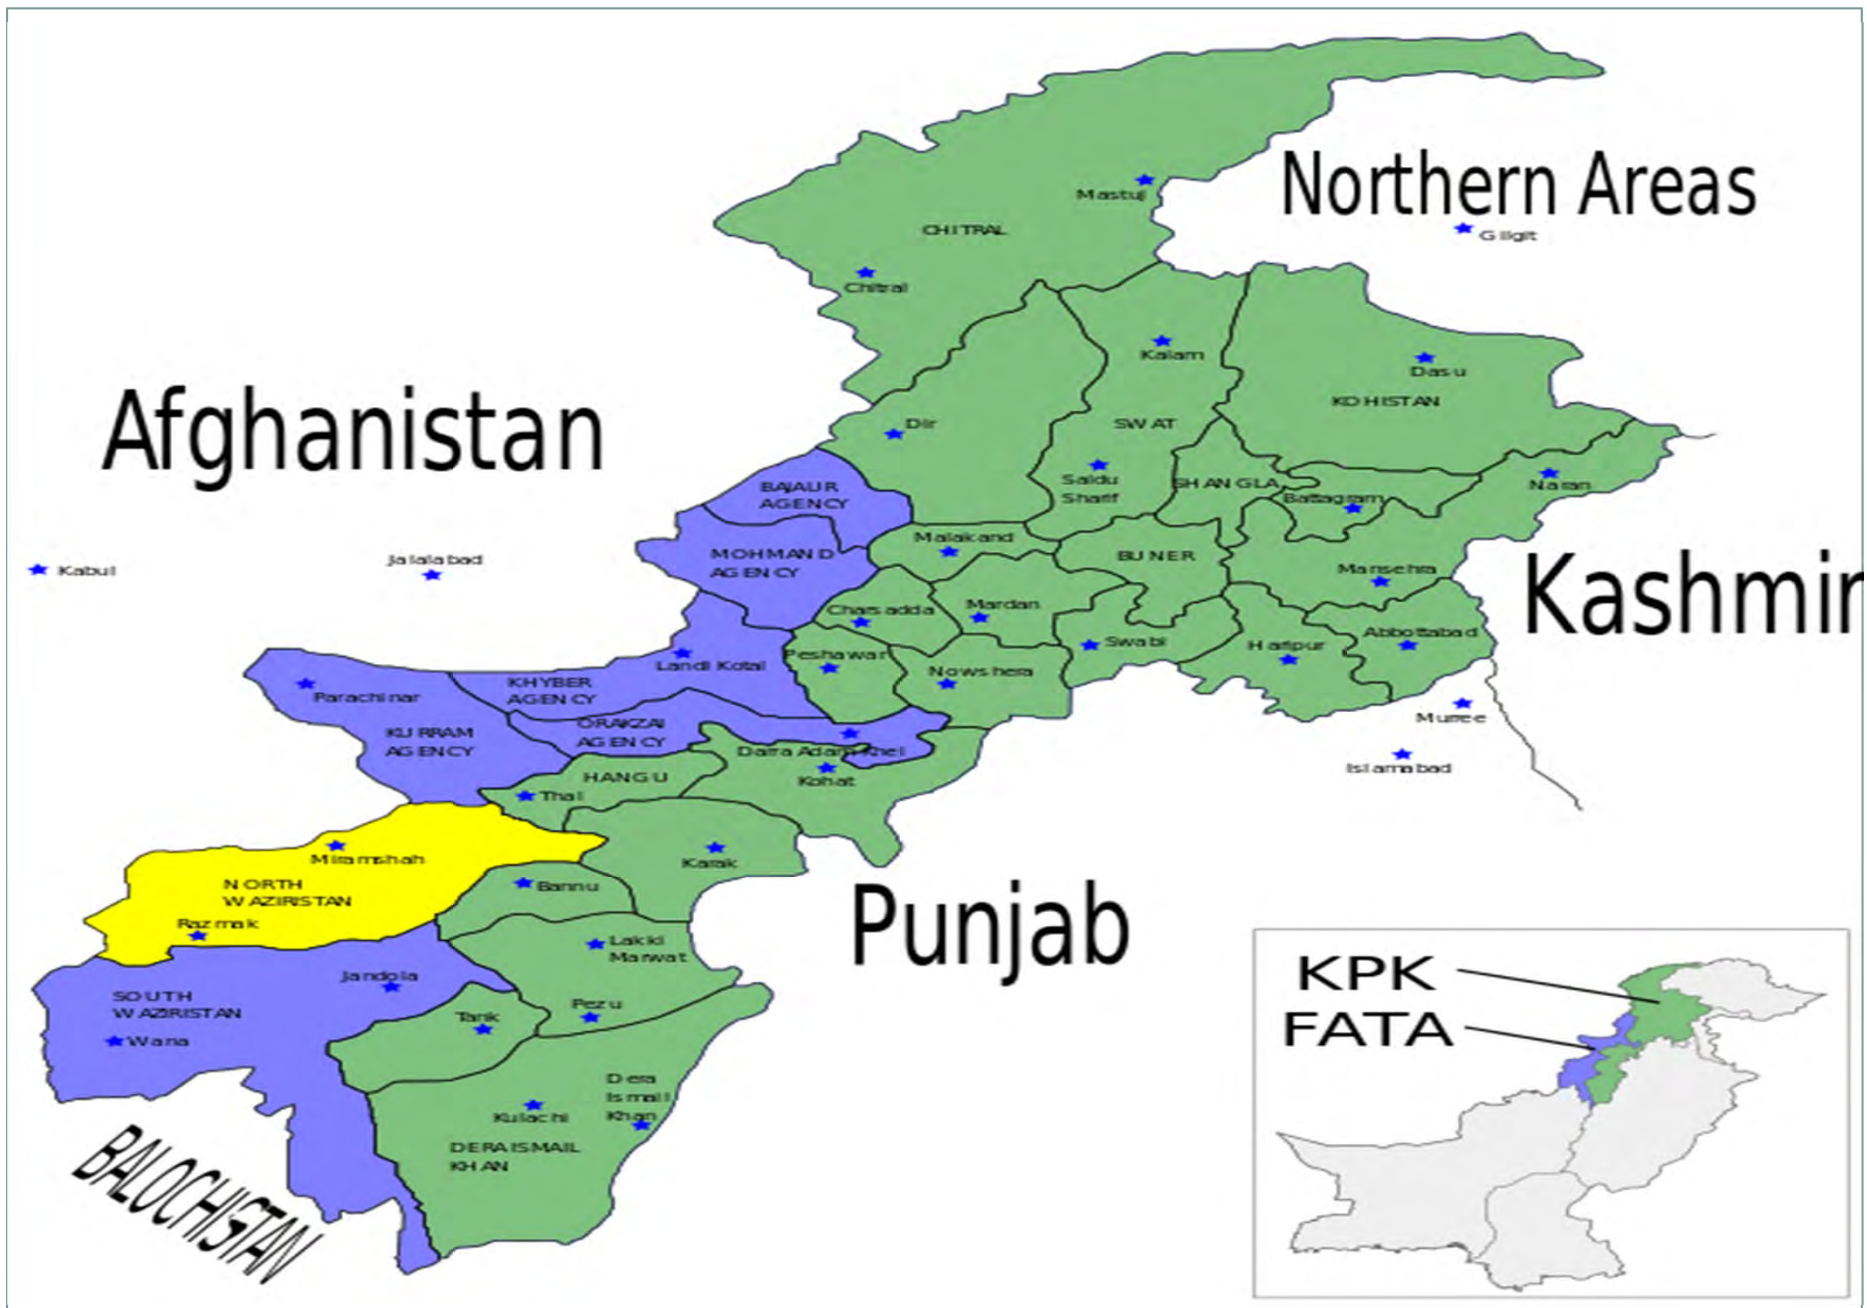 Northern Areas
Mastuj
CHITRAL
Gilgit
Chitral
Kalam
Dasu
KOHISTAN
Afghanistan
Dir
SWAT
Saidu
Sharif
SHANGLA
Battagram
Naran
BAJAUR
AGENCY
Malakand
MOHMAND
AGENCY
BUNER
Kashmir
Kabul
Jalalabad
Mansehra
Charsadda
Mardan
Swabi
Haripur
Abbottabad
Landi Kotal
Peshawar
Nowshera
Parachinar
KHYBER
AGENCY
Murree
KURRAM
AGENCY
ORAKZAI
AGENCY
Darra Adam Khel
Islamabad
HANGU
Kohat
Thal
Miramshah
Karak
NORTH
WAZIRISTAN
Bannu
Punjab
Razmak
Lakki
Marwat
Jandola
SOUTH
WAZIRISTAN
Pezu
Tank
Wana
Dera
Ismail
Khan
Kulachi
DERA ISMAIL
KHAN
BALOCHISTAN
KPK
FATA